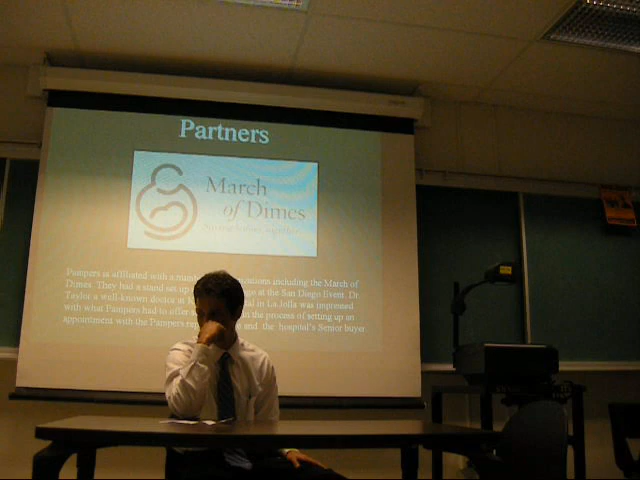 Partners
March
of Dimes
Pampers is affiliated with a organizations including the March of
Dimes. They had a stand set up at the San Diego Event. Dr.
Taylor a well-known doctor at in La Jolla was impressed
with what Pampers had to offer in the process of setting up an
appointment with the Pampers and the hospital's Senior buyer